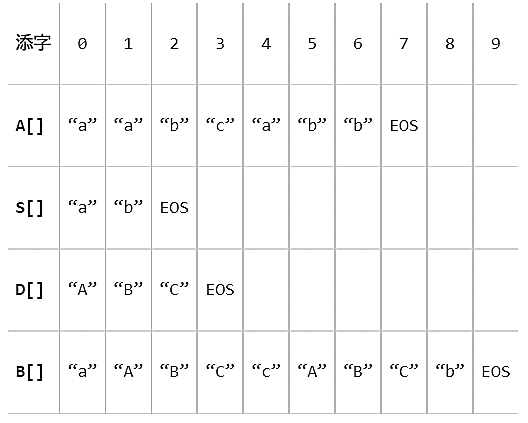 添字 0 1 2 3 4 5 6 7 8 9
A[] “a” “a” “b” “c” “a” “b” “b” EOS
S[] “a” “b” EOS
D[] “A” “B” “C” EOS
B[] “a” “A” “B” “C” “c” “A” “B” “C” “b” EOS